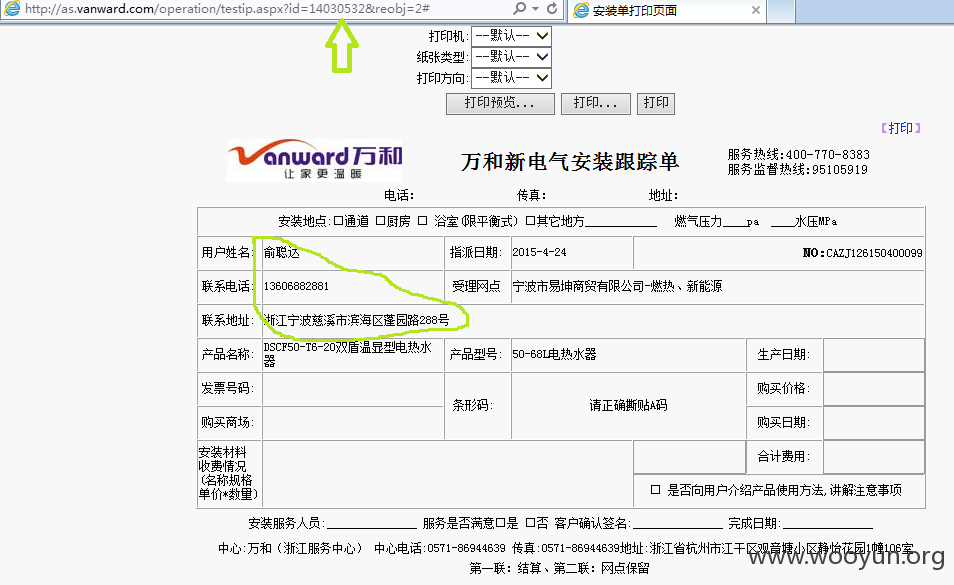 http://as.vanward.com/operation/testip.aspx?id=14030532&reobj=2#
安装单打印页面
打印机: --默认--
纸张类型: --默认--
打印方向: --默认--
打印预览... 打印... 打印
【打印】
Vanward万和
让家更温暖
万和新电气安装跟踪单
服务热线:400-770-8383
服务监督热线:95105919
电话: 传真: 地址:
安装地点:□通道 □厨房 □ 浴室(限平衡式) □其它地方__________ 燃气压力____pa ____水压MPa
用户姓名: 俞聪达 指派日期: 2015-4-24 NO:CAZJ126150400099
联系电话: 13606882881 受理网点 宁波市易坤商贸有限公司-燃热、新能源
联系地址: 浙江宁波慈溪市滨海区蓬园路288号
产品名称: DSCF50-T6-20双盾温显型电热水器 产品型号: 50-68L电热水器 生产日期:
发票号码: 条形码: 请正确撕贴A码 购买价格:
购买商场: 购买日期:
安装材料
收费情况
(名称规格
单价*数量)
合计费用:
□ 是否向用户介绍产品使用方法,讲解注意事项
安装服务人员:____________ 服务是否满意□是 □否 客户确认签名:____________ 完成日期:____________
中心:万和（浙江服务中心） 中心电话:0571-86944639 传真:0571-86944639地址:浙江省杭州市江干区观音塘小区静怡花园1幢106室
第一联: 结算、第二联: 网点保留
www.wooyun.org